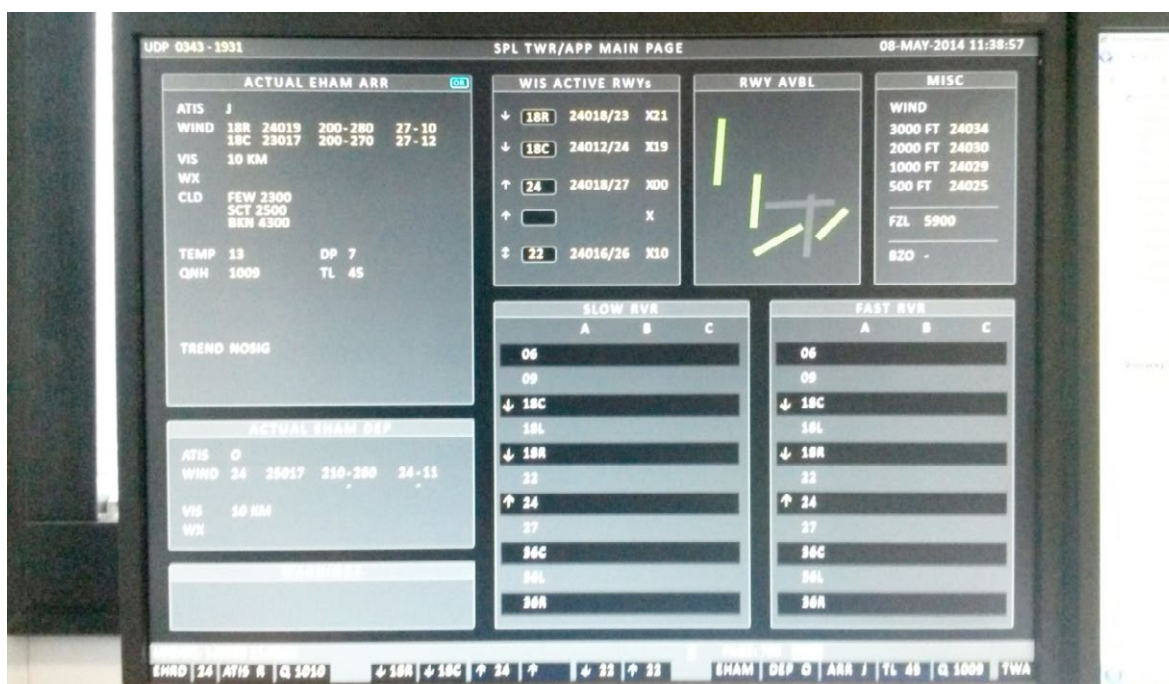 UDP 0343 - 1931 SPL TWR/APP MAIN PAGE 08-MAY-2014 11:38:57
ACTUAL EHAM ARR
ATIS J
WIND 18R 24019 200-280 27-10
18C 23017 200-270 27-12
VIS 10 KM
WX
CLD FEW 2300
SCT 2500
BKN 4300
TEMP 13 DP 7
QNH 1009 TL 45
TREND NOSIG
ACTUAL EHAM DEP
ATIS O
WIND 24 25017 210-280 24-11
VIS 10 KM
WX
WARNINGS
WIS ACTIVE RWYs
↓ 18R 24018/23 X21
↓ 18C 24012/24 X19
↑ 24 24018/27 X00
↑ X
↕ 22 24016/26 X10
RWY AVBL
MISC
WIND
3000 FT 24034
2000 FT 24030
1000 FT 24029
500 FT 24025
FZL 5900
BZO -
SLOW RVR
A B C
06
09
↓ 18C
18L
↓ 18R
22
↑ 24
27
36C
36L
36R
FAST RVR
A B C
06
09
↓ 18C
18L
↓ 18R
22
↑ 24
27
36C
36L
36R
EHRD 24 ATIS R Q 1010 ↓ 18R ↓ 18C ↑ 24 ↑ ↓ 22 ↑ 22 EHAM DEP O ARR J TL 45 Q 1009 TWA